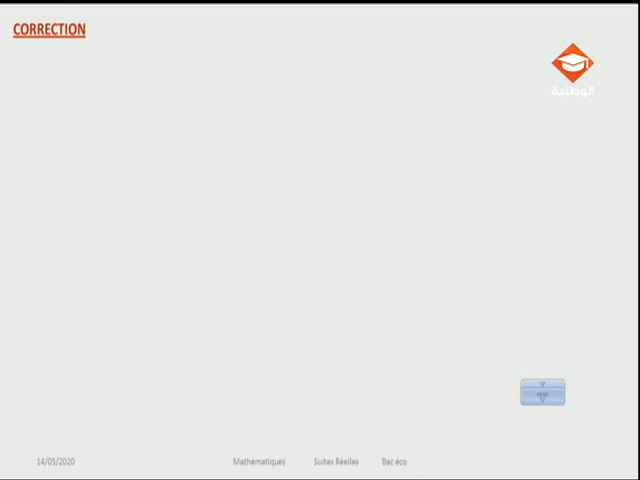 CORRECTION
الوطنية
14/05/2020 Mathématiques Suites Réelles Bac éco